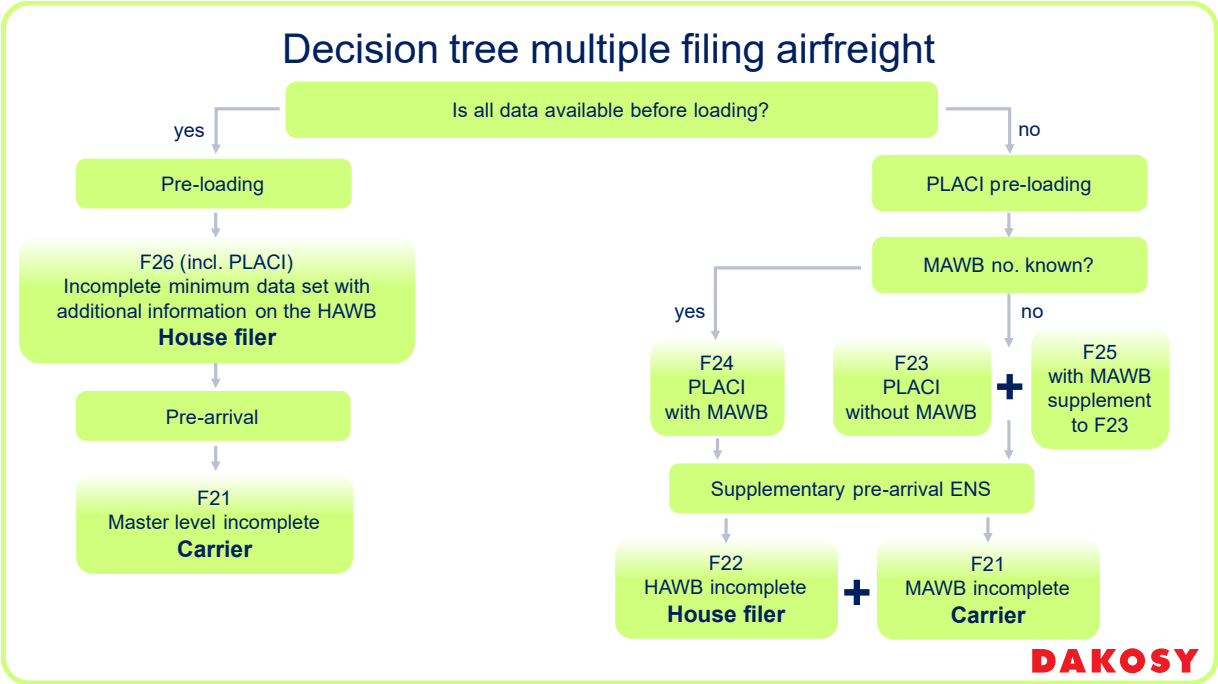 Decision tree multiple filing airfreight
Is all data available before loading?
yes
no
Pre-loading
F26 (incl. PLACI)
Incomplete minimum data set with
additional information on the HAWB
House filer
Pre-arrival
F21
Master level incomplete
Carrier
PLACI pre-loading
MAWB no. known?
yes
no
F24
PLACI
with MAWB
F23
PLACI
without MAWB
+
F25
with MAWB
supplement
to F23
Supplementary pre-arrival ENS
F22
HAWB incomplete
House filer
+
F21
MAWB incomplete
Carrier
DAKOSY